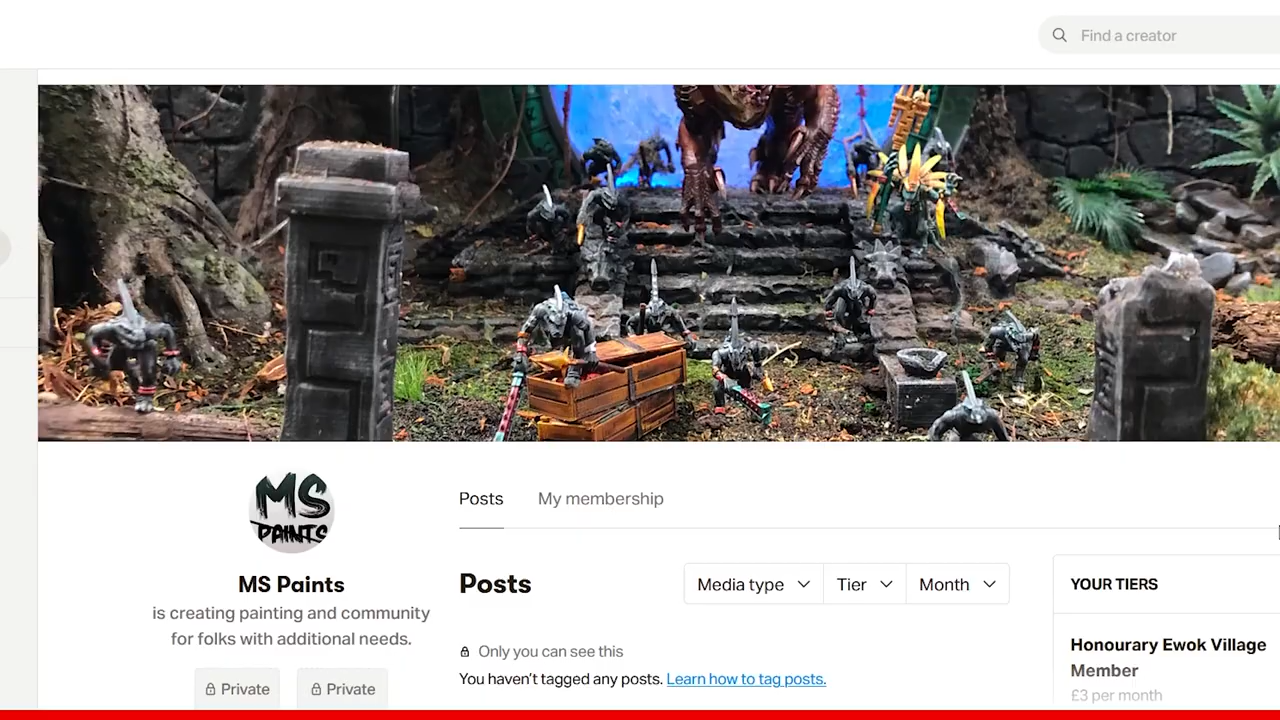 Find a creator
MS
PAINTS
Posts
My membership
MS Paints
is creating painting and community
for folks with additional needs.
Private
Private
Posts
Media type
Tier
Month
Only you can see this
You haven't tagged any posts. Learn how to tag posts.
YOUR TIERS
Honourary Ewok Village
Member
£3 per month